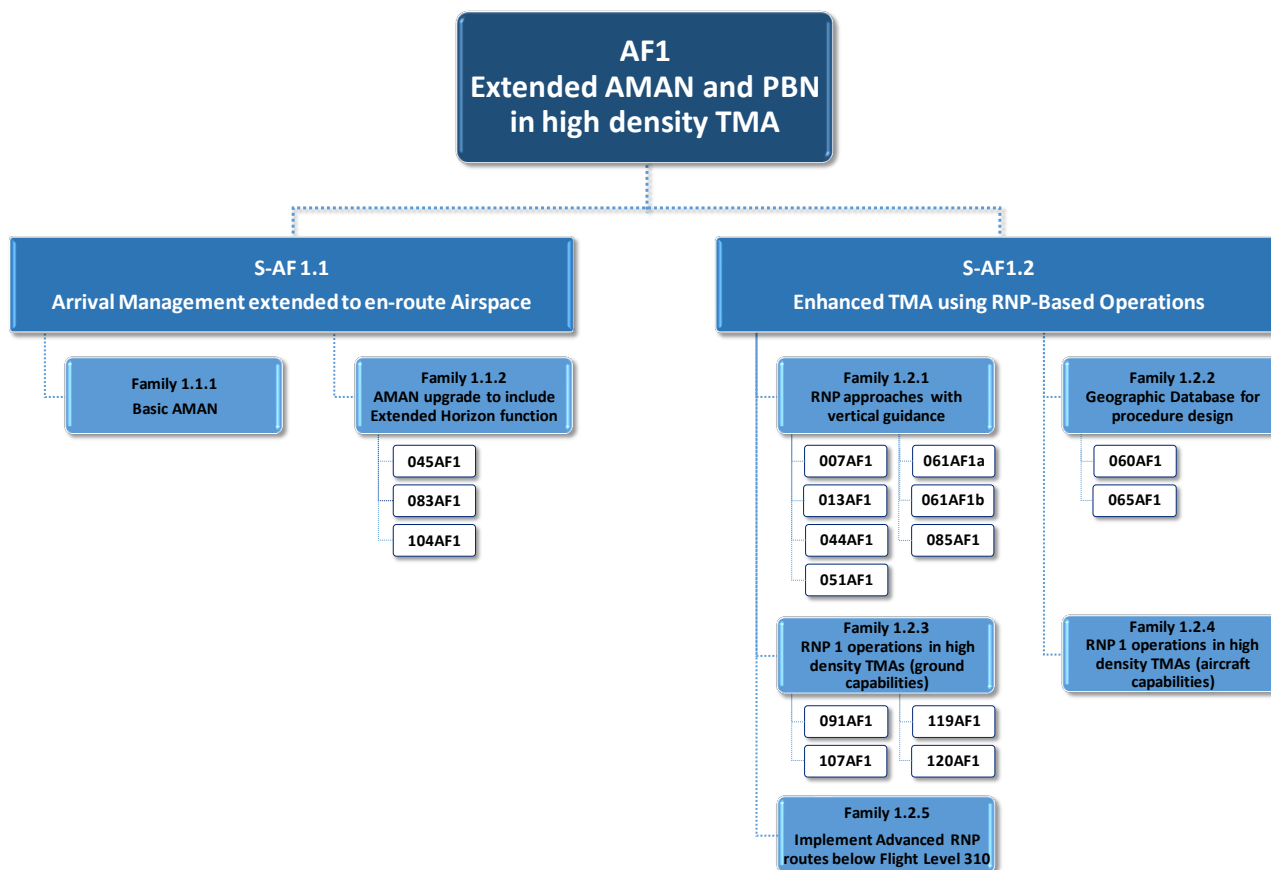 AF1
Extended AMAN and PBN
in high density TMA
S-AF 1.1
Arrival Management extended to en-route Airspace
Family 1.1.1
Basic AMAN
Family 1.1.2
AMAN upgrade to include
Extended Horizon function
045AF1
083AF1
104AF1
S-AF1.2
Enhanced TMA using RNP-Based Operations
Family 1.2.1
RNP approaches with
vertical guidance
007AF1
013AF1
044AF1
051AF1
061AF1a
061AF1b
085AF1
Family 1.2.2
Geographic Database for
procedure design
060AF1
065AF1
Family 1.2.3
RNP 1 operations in high
density TMAs (ground
capabilities)
091AF1
107AF1
119AF1
120AF1
Family 1.2.4
RNP 1 operations in high
density TMAs (aircraft
capabilities)
Family 1.2.5
Implement Advanced RNP
routes below Flight Level 310